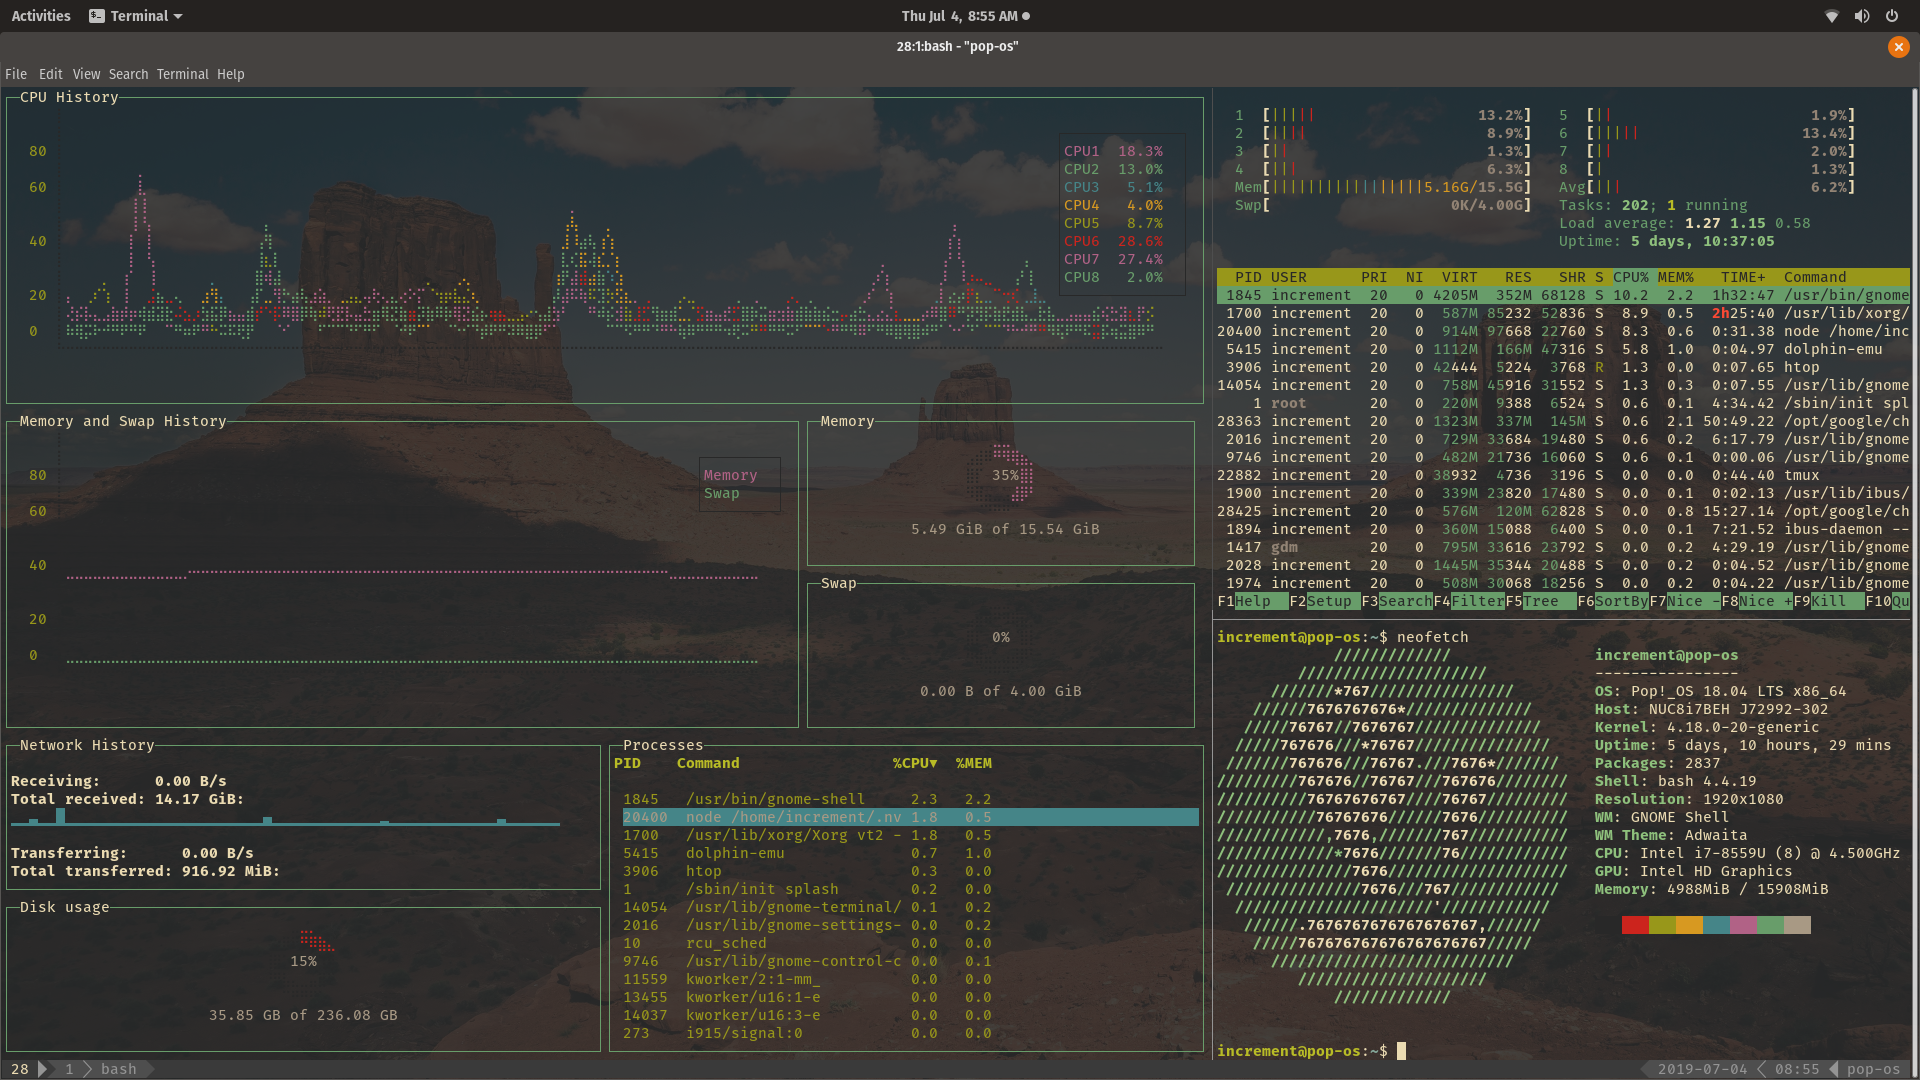 Activities Terminal Thu Jul 4, 8:55 AM
28:1:bash - "pop-os"
File Edit View Search Terminal Help
CPU History
80
60
40
20
0
CPU1 18.3%
CPU2 13.0%
CPU3 5.1%
CPU4 4.0%
CPU5 8.7%
CPU6 28.6%
CPU7 27.4%
CPU8 2.0%
Memory and Swap History
80
60
40
20
0
Memory
Swap
Memory
35%
5.49 GiB of 15.54 GiB
Swap
0%
0.00 B of 4.00 GiB
Network History
Receiving: 0.00 B/s
Total received: 14.17 GiB:
Transferring: 0.00 B/s
Total transferred: 916.92 MiB:
Disk usage
15%
35.85 GB of 236.08 GB
Processes
PID Command %CPU▼ %MEM
1845 /usr/bin/gnome-shell 2.3 2.2
20400 node /home/increment/.nv 1.8 0.5
1700 /usr/lib/xorg/Xorg vt2 - 1.8 0.5
5415 dolphin-emu 0.7 1.0
3906 htop 0.3 0.0
1 /sbin/init splash 0.2 0.0
14054 /usr/lib/gnome-terminal/ 0.1 0.2
2016 /usr/lib/gnome-settings- 0.0 0.2
10 rcu_sched 0.0 0.0
9746 /usr/lib/gnome-control-c 0.0 0.1
11559 kworker/2:1-mm_ 0.0 0.0
13455 kworker/u16:1-e 0.0 0.0
14037 kworker/u16:3-e 0.0 0.0
273 i915/signal:0 0.0 0.0
1 [||||| 13.2%] 5 [|| 1.9%]
2 [|||| 8.9%] 6 [||||| 13.4%]
3 [|| 1.3%] 7 [|| 2.0%]
4 [||| 6.3%] 8 [| 1.3%]
Mem[|||||||||||||||||5.16G/15.5G] Avg[||| 6.2%]
Swp[ 0K/4.00G] Tasks: 202; 1 running
Load average: 1.27 1.15 0.58
Uptime: 5 days, 10:37:05
PID USER PRI NI VIRT RES SHR S CPU% MEM% TIME+ Command
1845 increment 20 0 4205M 352M 68128 S 10.2 2.2 1h32:47 /usr/bin/gnome
1700 increment 20 0 587M 85232 52836 S 8.9 0.5 2h25:40 /usr/lib/xorg/
20400 increment 20 0 914M 97668 22760 S 8.3 0.6 0:31.38 node /home/inc
5415 increment 20 0 1112M 166M 47316 S 5.8 1.0 0:04.97 dolphin-emu
3906 increment 20 0 42444 5224 3768 R 1.3 0.0 0:07.65 htop
14054 increment 20 0 758M 45916 31552 S 1.3 0.3 0:07.55 /usr/lib/gnome
1 root 20 0 220M 9388 6524 S 0.6 0.1 4:34.42 /sbin/init spl
28363 increment 20 0 1323M 337M 145M S 0.6 2.1 50:49.22 /opt/google/ch
2016 increment 20 0 729M 33684 19480 S 0.6 0.2 6:17.79 /usr/lib/gnome
9746 increment 20 0 482M 21736 16060 S 0.6 0.1 0:00.06 /usr/lib/gnome
22882 increment 20 0 38932 4736 3196 S 0.0 0.0 0:44.40 tmux
1900 increment 20 0 339M 23820 17480 S 0.0 0.1 0:02.13 /usr/lib/ibus/
28425 increment 20 0 576M 120M 62828 S 0.0 0.8 15:27.14 /opt/google/ch
1894 increment 20 0 360M 15088 6400 S 0.0 0.1 7:21.52 ibus-daemon --
1417 gdm 20 0 795M 33616 23792 S 0.0 0.2 4:29.19 /usr/lib/gnome
2028 increment 20 0 1445M 35344 20488 S 0.0 0.2 0:04.52 /usr/lib/gnome
1974 increment 20 0 508M 30068 18256 S 0.0 0.2 0:04.22 /usr/lib/gnome
F1Help F2Setup F3SearchF4FilterF5Tree F6SortByF7Nice -F8Nice +F9Kill F10Qu
increment@pop-os:~$ neofetch
/////////////
/////////////////////
///////*767////////////////
//////7676767676*//////////////
/////76767//7676767//////////////
/////767676///*76767///////////////
///////767676///76767.///7676*///////
/////////767676//76767///767676////////
//////////76767676767////76767/////////
///////////76767676//////7676//////////
////////////,7676,///////767///////////
/////////////*7676///////76////////////
///////////////7676////////////////////
///////////////7676///767////////////
//////////////////////'////////////
//////.7676767676767676767,//////
/////767676767676767676767/////
///////////////////////////
/////////////////////
/////////////
increment@pop-os
----------------
OS: Pop!_OS 18.04 LTS x86_64
Host: NUC8i7BEH J72992-302
Kernel: 4.18.0-20-generic
Uptime: 5 days, 10 hours, 29 mins
Packages: 2837
Shell: bash 4.4.19
Resolution: 1920x1080
WM: GNOME Shell
WM Theme: Adwaita
CPU: Intel i7-8559U (8) @ 4.500GHz
GPU: Intel HD Graphics
Memory: 4988MiB / 15908MiB
increment@pop-os:~$
28 1 bash 2019-07-04 08:55 pop-os